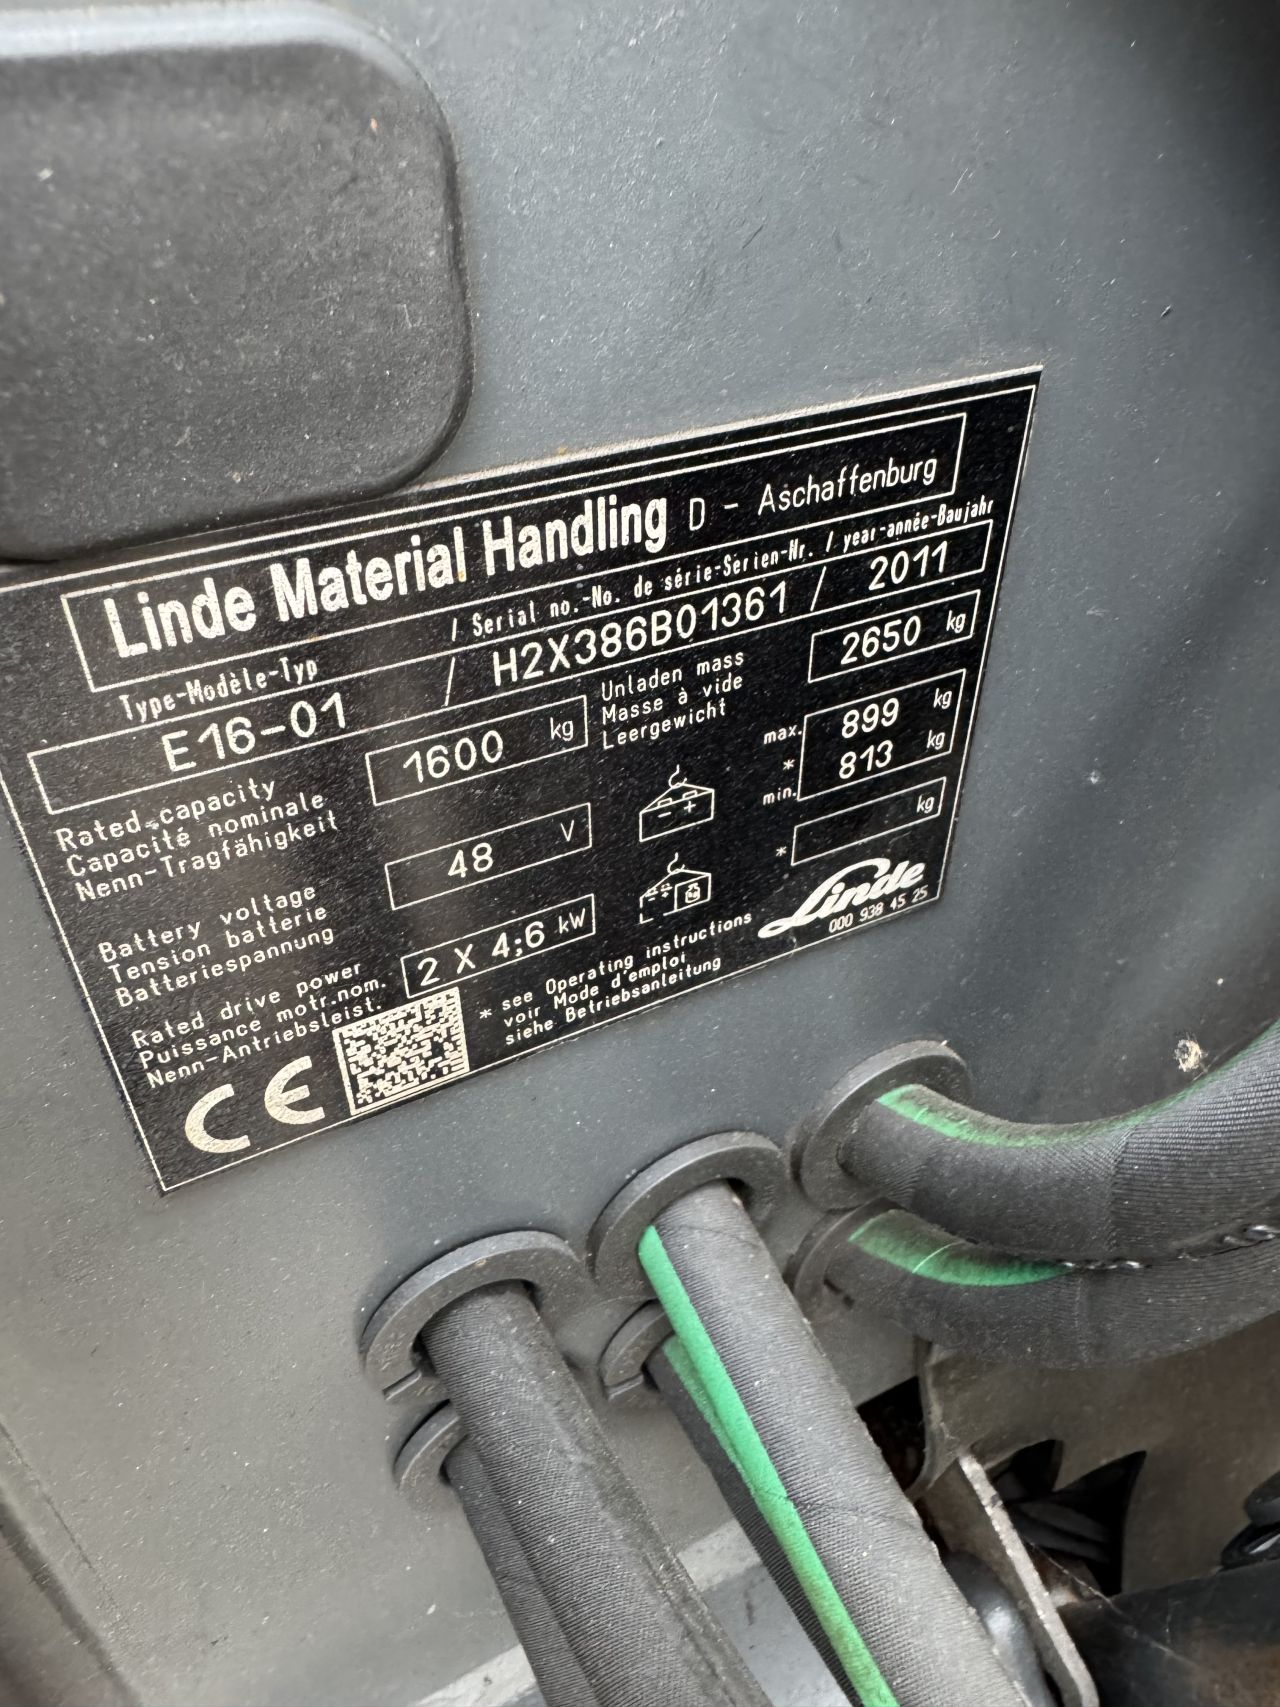 Linde Material Handling D - Aschaffenburg
Type-Modèle-Typ / Serial no.-No. de série-Serien-Nr. / year-année-Baujahr
E16-01 / H2X386B01361 / 2011
Rated capacity
Capacité nominale
Nenn-Tragfähigkeit
1600 kg
Unladen mass
Masse à vide
Leergewicht
2650 kg
Battery voltage
Tension batterie
Batteriespannung
48 V
- +
max. 899 kg
*
min. 813 kg
Rated drive power
Puissance motr.nom.
Nenn-Antriebsleist.
2 X 4;6 kW
* kg
* see Operating instructions
voir Mode d'emploi
siehe Betriebsanleitung
Linde
000 938 45 25
CE